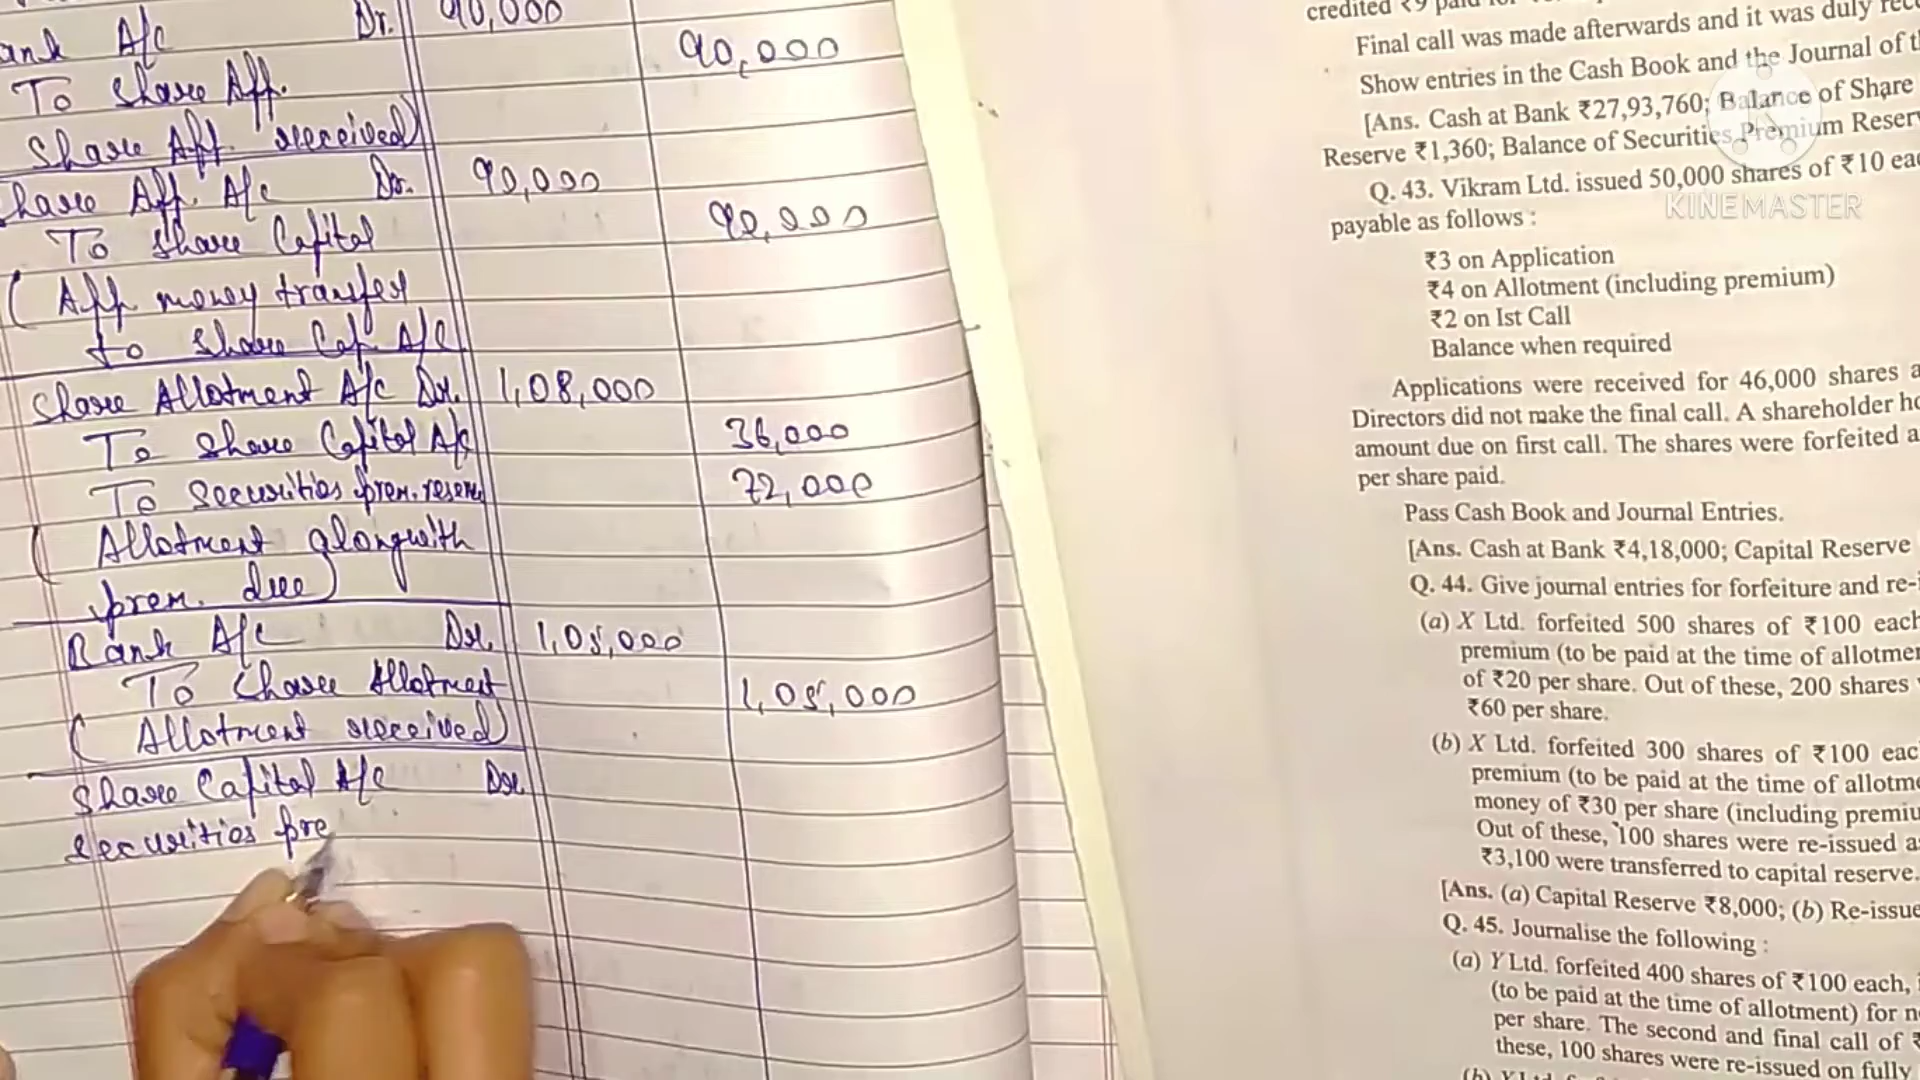 ank A/c Dr. 90,000
To Share App. 90,000
Share App. received)
Share App. A/c Dr. 90,000
To Share Capital 90,000
( App money transfer
to Share Cap. A/c
Share Allotment A/c Dr. 1,08,000
To Share Capital A/c 36,000
To Securities prem. reserve 72,000
( Allotment alongwith
prem. due)
Bank A/c Dr. 1,05,000
To Share Allotment 1,05,000
( Allotment received)
Share Capital A/c Dr.
Securities pre
credited ₹9 paid
Final call was made afterwards and it was duly rece
Show entries in the Cash Book and the Journal of th
[Ans. Cash at Bank ₹27,93,760; Balance of Share
Reserve ₹1,360; Balance of Securities Premium Reserv
Q. 43. Vikram Ltd. issued 50,000 shares of ₹10 eac
payable as follows :
₹3 on Application
₹4 on Allotment (including premium)
₹2 on Ist Call
Balance when required
Applications were received for 46,000 shares a
Directors did not make the final call. A shareholder ho
amount due on first call. The shares were forfeited a
per share paid.
Pass Cash Book and Journal Entries.
[Ans. Cash at Bank ₹4,18,000; Capital Reserve
Q. 44. Give journal entries for forfeiture and re-i
(a) X Ltd. forfeited 500 shares of ₹100 each
premium (to be paid at the time of allotmer
of ₹20 per share. Out of these, 200 shares
₹60 per share.
(b) X Ltd. forfeited 300 shares of ₹100 eac
premium (to be paid at the time of allotme
money of ₹30 per share (including premiu
Out of these, 100 shares were re-issued a
₹3,100 were transferred to capital reserve.
[Ans. (a) Capital Reserve ₹8,000; (b) Re-issue
Q. 45. Journalise the following :
(a) Y Ltd. forfeited 400 shares of ₹100 each,
(to be paid at the time of allotment) for n
per share. The second and final call of ₹
these, 100 shares were re-issued on fully
KINEMASTER